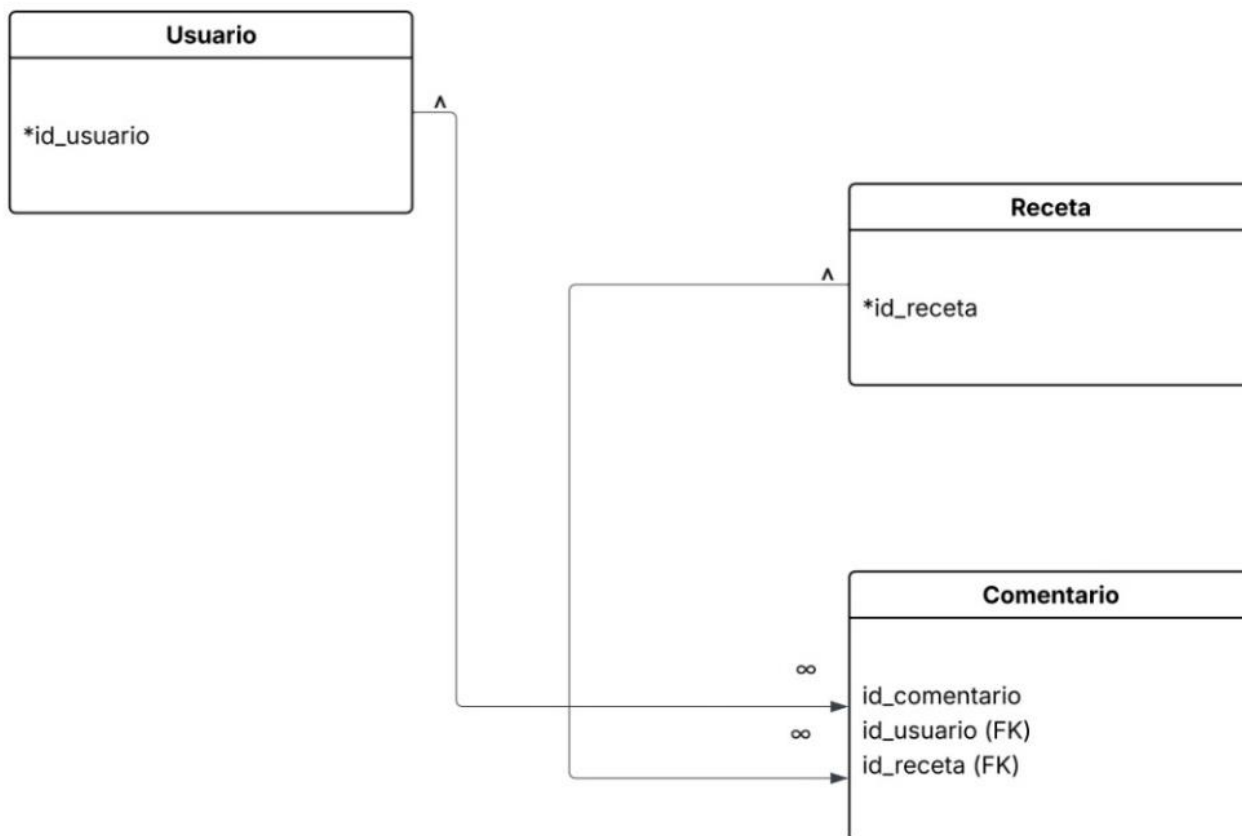 Usuario
^
*id_usuario
Receta
^
*id_receta
Comentario
∞
id_comentario
∞
id_usuario (FK)
id_receta (FK)